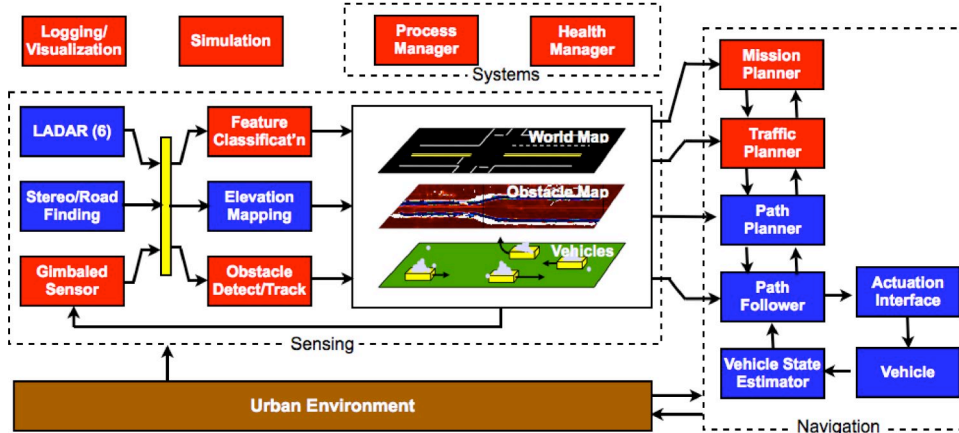 Logging/
Visualization
Simulation
Process
Manager
Health
Manager
Systems
Mission
Planner
LADAR (6)
Feature
Classificat'n
World Map
Traffic
Planner
Stereo/Road
Finding
Elevation
Mapping
Obstacle Map
Path
Planner
Gimbaled
Sensor
Obstacle
Detect/Track
Vehicles
Path
Follower
Actuation
Interface
Sensing
Vehicle State
Estimator
Vehicle
Urban Environment
Navigation